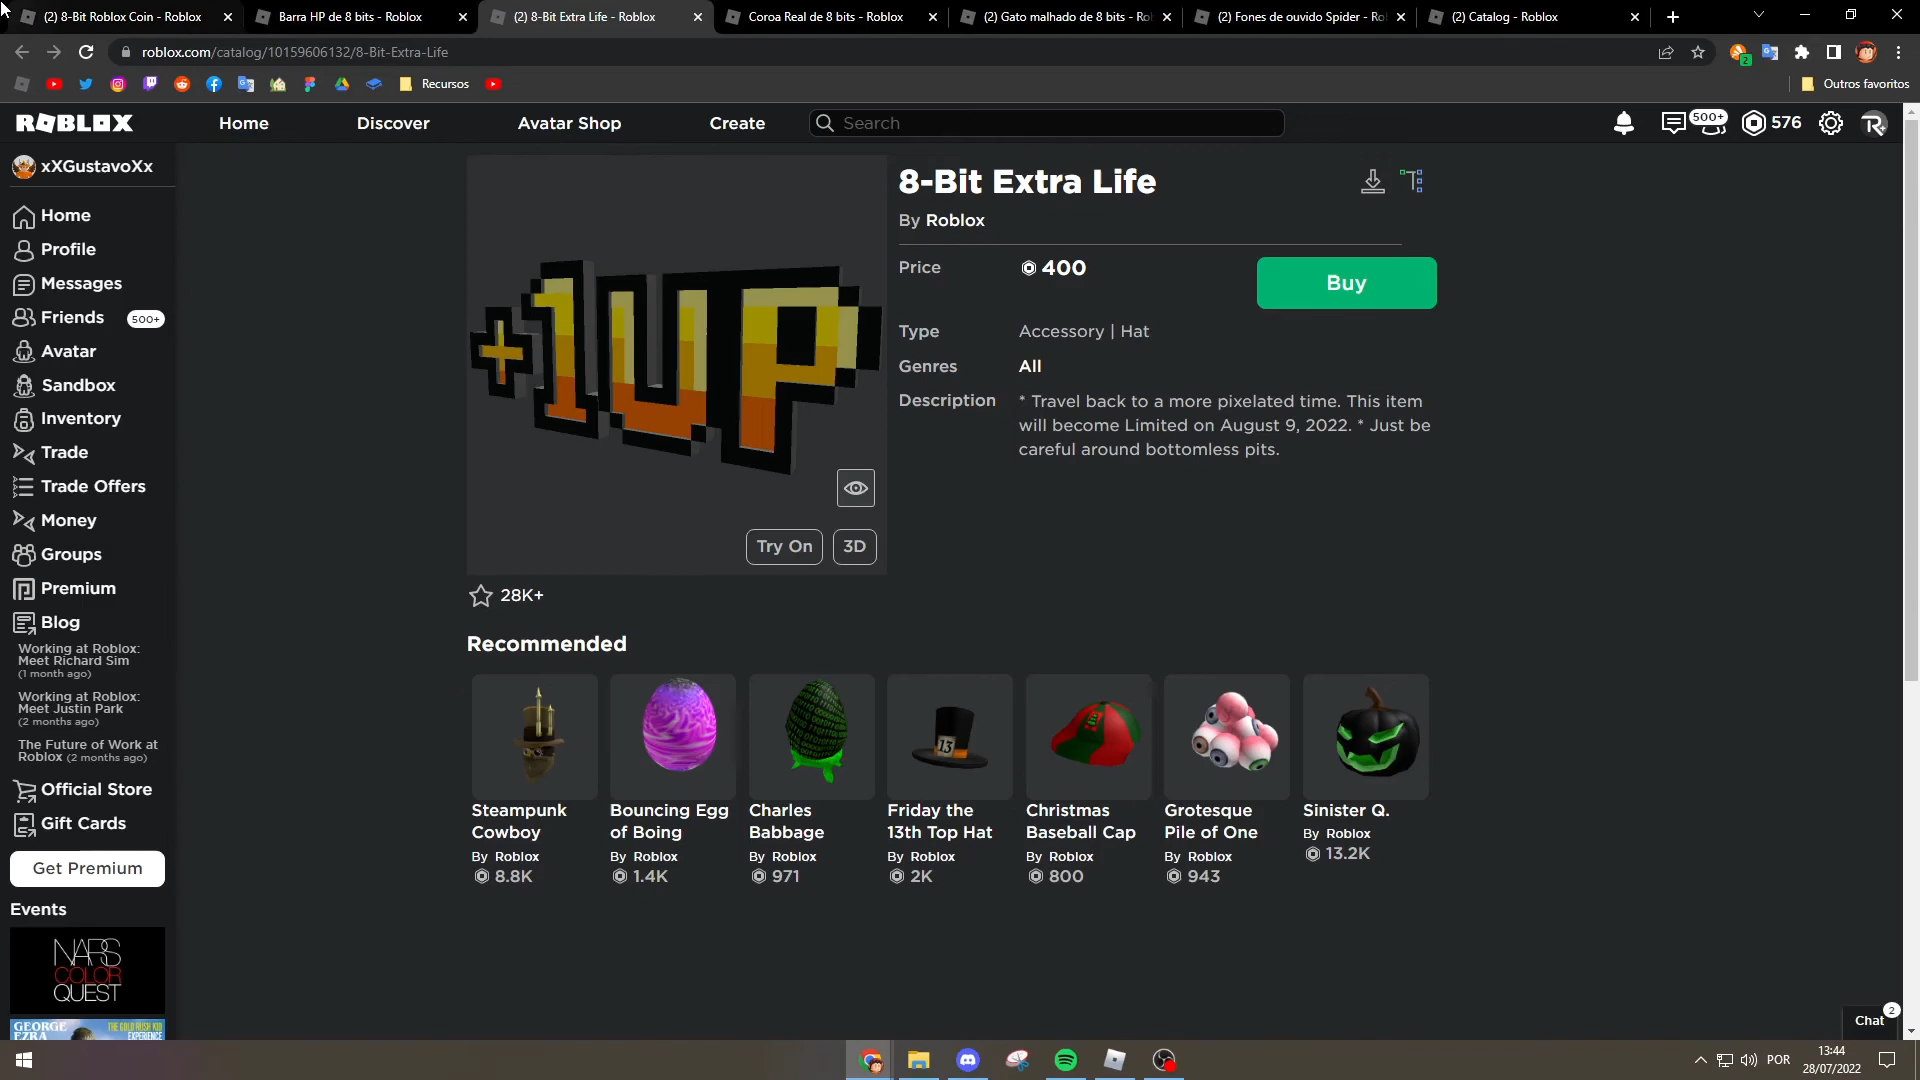 (2) 8-Bit Roblox Coin - Roblox
Barra HP de 8 bits - Roblox
(2) 8-Bit Extra Life - Roblox
Coroa Real de 8 bits - Roblox
(2) Gato malhado de 8 bits - Ro
(2) Fones de ouvido Spider - Ro
(2) Catalog - Roblox
roblox.com/catalog/10159606132/8-Bit-Extra-Life
2
Recursos
Outros favoritos
ROBLOX
Home
Discover
Avatar Shop
Create
Search
500+
576
xXGustavoXx
Home
Profile
Messages
Friends
500+
Avatar
Sandbox
Inventory
Trade
Trade Offers
Money
Groups
Premium
Blog
Working at Roblox:
Meet Richard Sim
(1 month ago)
Working at Roblox:
Meet Justin Park
(2 months ago)
The Future of Work at
Roblox (2 months ago)
Official Store
Gift Cards
Get Premium
Events
NARS
COLOR
QUEST
GEORGE
EZRA
THE GOLD RUSH KID
EXPERIENCE
+1UP
Try On
3D
28K+
8-Bit Extra Life
By Roblox
Price
400
Buy
Type
Accessory | Hat
Genres
All
Description
* Travel back to a more pixelated time. This item
will become Limited on August 9, 2022. * Just be
careful around bottomless pits.
Recommended
13
Steampunk
Cowboy
By Roblox
8.8K
Bouncing Egg
of Boing
By Roblox
1.4K
Charles
Babbage
By Roblox
971
Friday the
13th Top Hat
By Roblox
2K
Christmas
Baseball Cap
By Roblox
800
Grotesque
Pile of One
By Roblox
943
Sinister Q.
By Roblox
13.2K
Chat
2
POR
13:44
28/07/2022